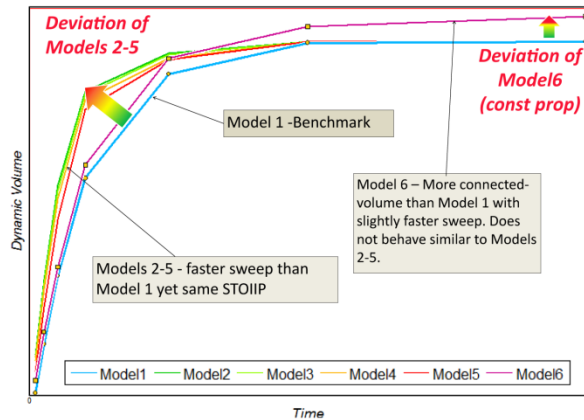 Deviation of
Models 2-5
Deviation of
Model6
(const prop)
Model 1 -Benchmark
Model 6 – More connected-
volume than Model 1 with
slightly faster sweep. Does
not behave similar to Models
2-5.
Models 2-5 - faster sweep than
Model 1 yet same STOIIP
Dynamic Volume
Model1 Model2 Model3 Model4 Model5 Model6
0
Time